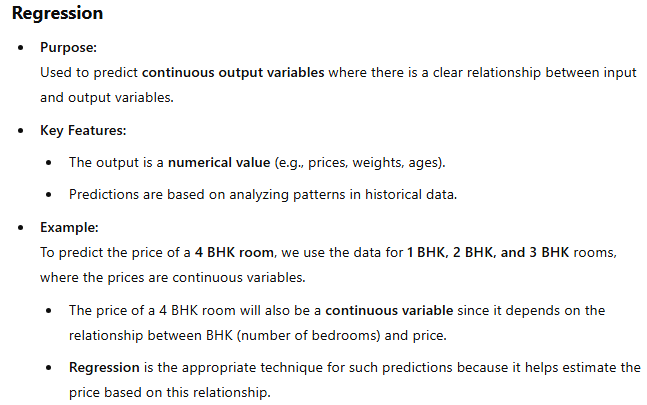 Regression
• Purpose:
Used to predict continuous output variables where there is a clear relationship between input
and output variables.
• Key Features:
• The output is a numerical value (e.g., prices, weights, ages).
• Predictions are based on analyzing patterns in historical data.
• Example:
To predict the price of a 4 BHK room, we use the data for 1 BHK, 2 BHK, and 3 BHK rooms,
where the prices are continuous variables.
• The price of a 4 BHK room will also be a continuous variable since it depends on the
relationship between BHK (number of bedrooms) and price.
• Regression is the appropriate technique for such predictions because it helps estimate the
price based on this relationship.